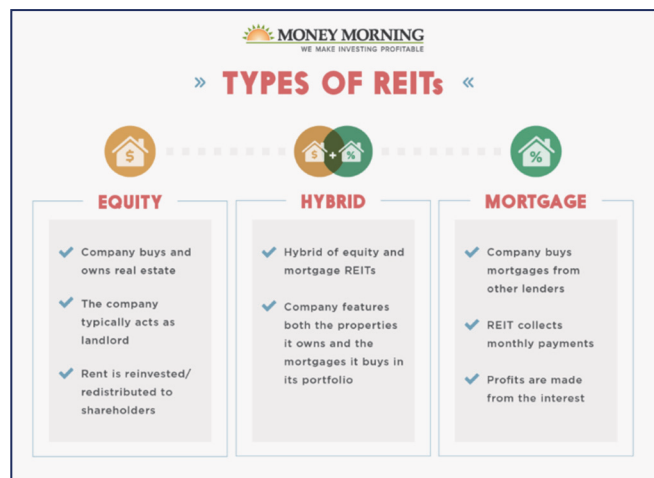 MONEY MORNING
WE MAKE INVESTING PROFITABLE
» TYPES OF REITs «
$
$ + %
%
EQUITY
Company buys and
owns real estate
The company
typically acts as
landlord
Rent is reinvested/
redistributed to
shareholders
HYBRID
Hybrid of equity and
mortgage REITs
Company features
both the properties
it owns and the
mortgages it buys in
its portfolio
MORTGAGE
Company buys
mortgages from
other lenders
REIT collects
monthly payments
Profits are made
from the interest